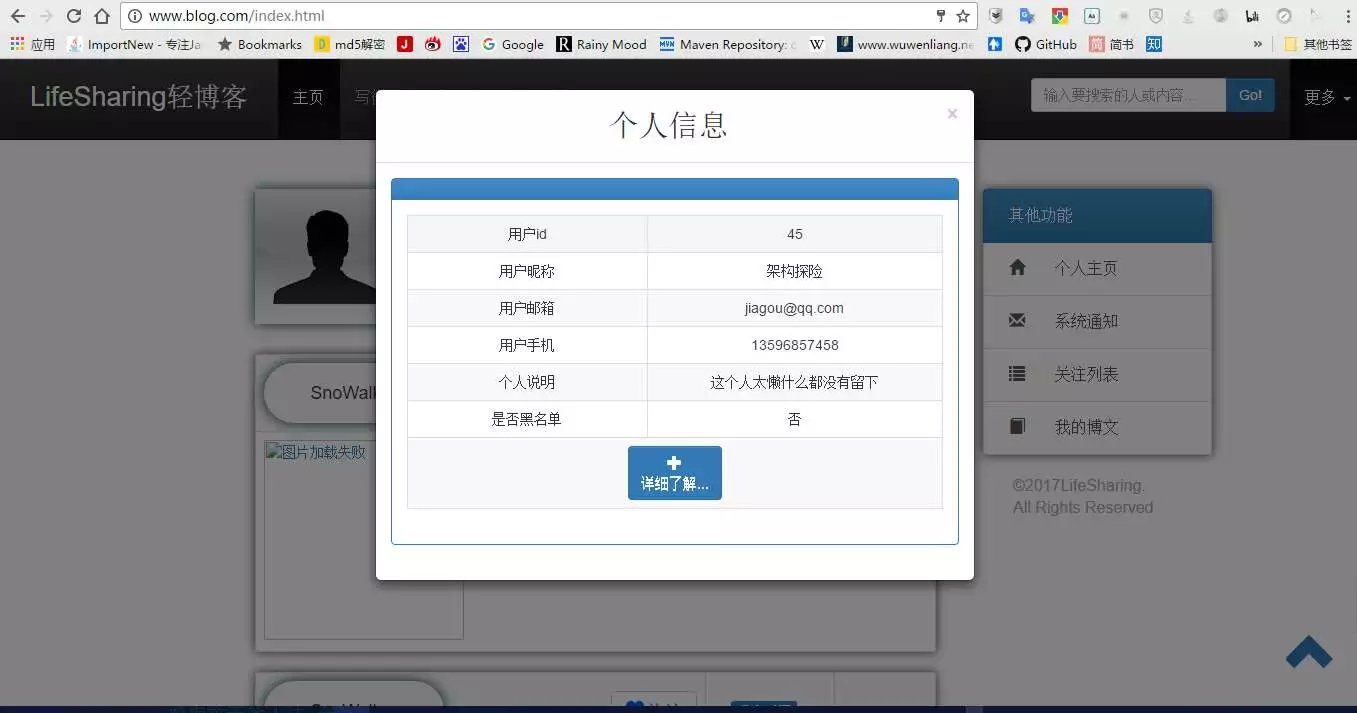 www.blog.com/index.html
应用 ImportNew - 专注Ja Bookmarks md5解密 Google Rainy Mood Maven Repository: www.wuwenliang.ne GitHub 简书 » 其他书签
LifeSharing轻博客 主页 输入要搜索的人或内容... Go! 更多
个人信息 ×
用户id 45
用户昵称 架构探险
用户邮箱 jiagou@qq.com
用户手机 13596857458
个人说明 这个人太懒什么都没有留下
是否黑名单 否
详细了解...
SnoWalk
图片加载失败
其他功能
个人主页
系统通知
关注列表
我的博文
©2017LifeSharing.
All Rights Reserved